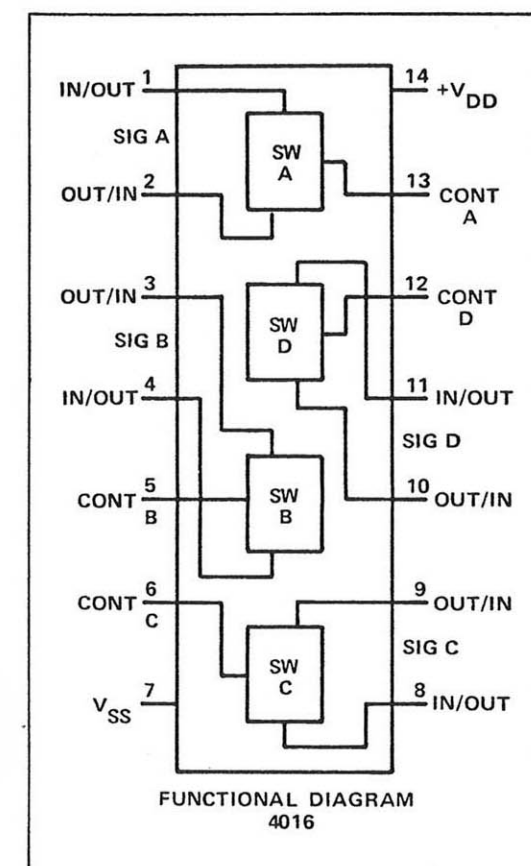 IN/OUT 1
SIG A
OUT/IN 2
OUT/IN 3
SIG B
IN/OUT 4
CONT 5
B
CONT 6
C
VSS 7
SW
A
SW
D
SW
B
SW
C
14 +VDD
13 CONT
A
12 CONT
D
11 IN/OUT
SIG D
10 OUT/IN
9 OUT/IN
SIG C
8 IN/OUT
FUNCTIONAL DIAGRAM
4016